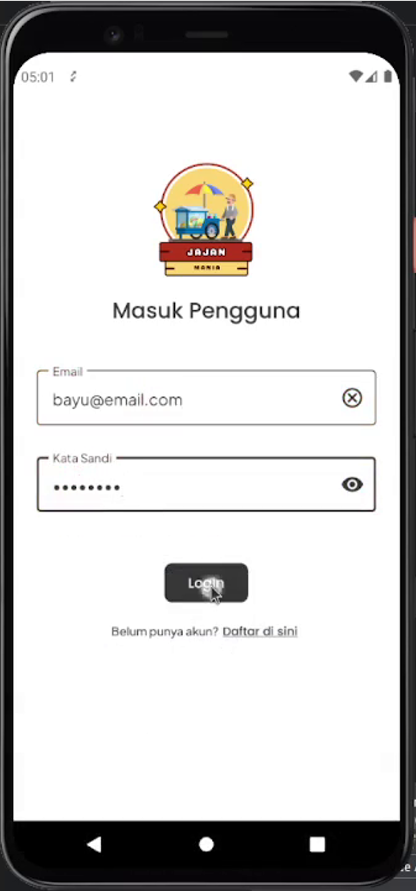 05:01
JAJAN
MANIA
Masuk Pengguna
Email
bayu@email.com
Kata Sandi
Login
Belum punya akun? Daftar di sini